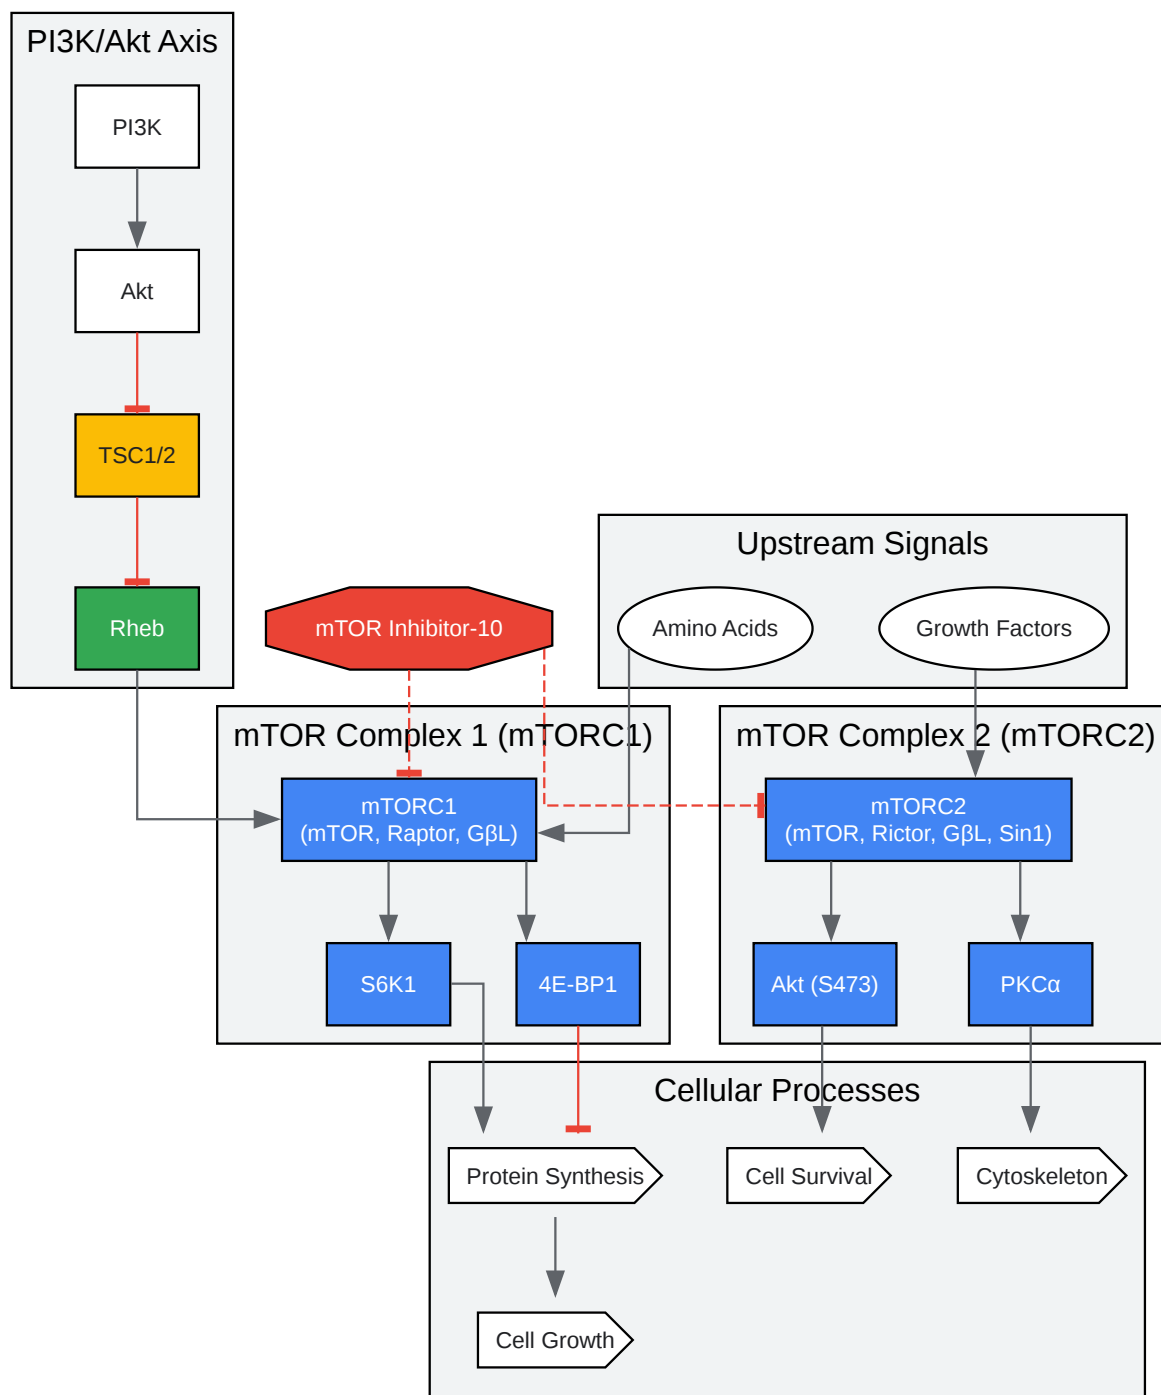 PI3K/Akt Axis
PI3K
Akt
TSC1/2
Rheb
mTOR Inhibitor-10
Upstream Signals
Amino Acids
Growth Factors
mTOR Complex 1 (mTORC1)
mTORC1
(mTOR, Raptor, GβL)
S6K1
4E-BP1
mTOR Complex 2 (mTORC2)
mTORC2
(mTOR, Rictor, GβL, Sin1)
Akt (S473)
PKCα
Cellular Processes
Protein Synthesis
Cell Survival
Cytoskeleton
Cell Growth